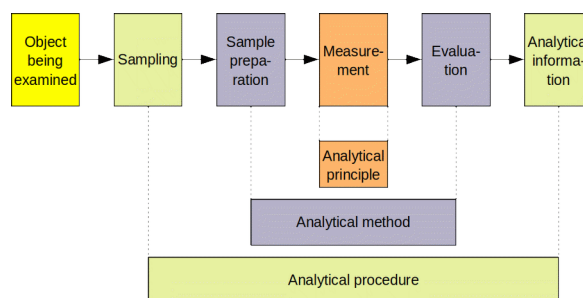 Object
being
examined
Sampling
Sample
prepa-
ration
Measure-
ment
Evalua-
tion
Analytical
informa-
tion
Analytical
principle
Analytical method
Analytical procedure